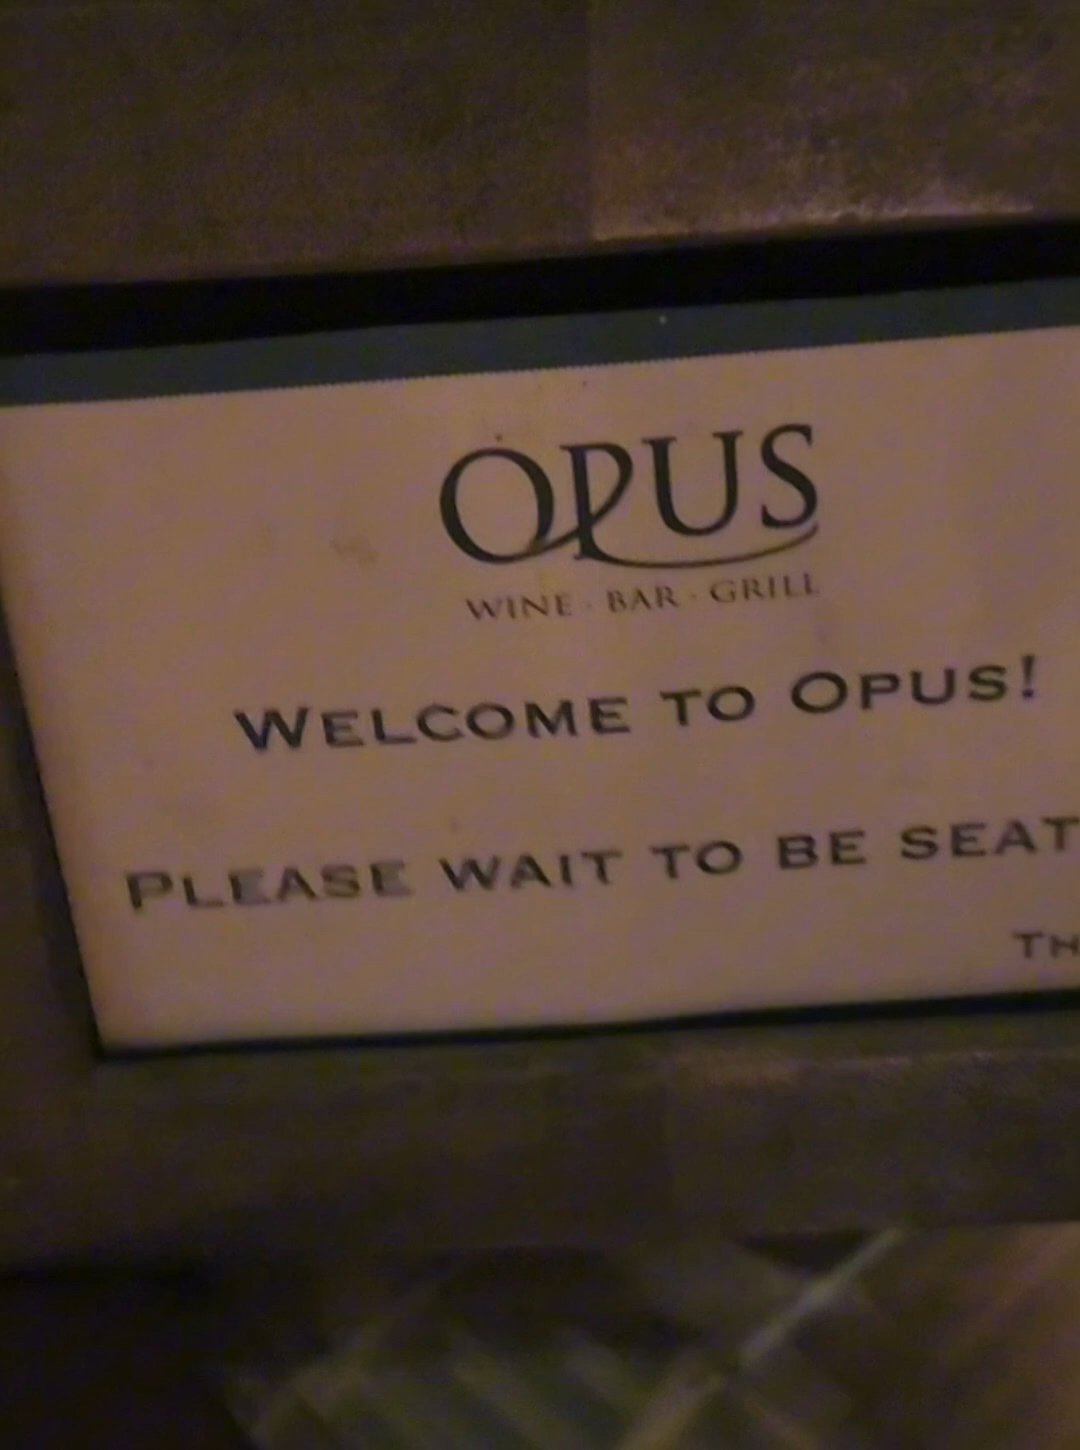 OPUS
WINE · BAR · GRILL
WELCOME TO OPUS!
PLEASE WAIT TO BE SEAT
TH